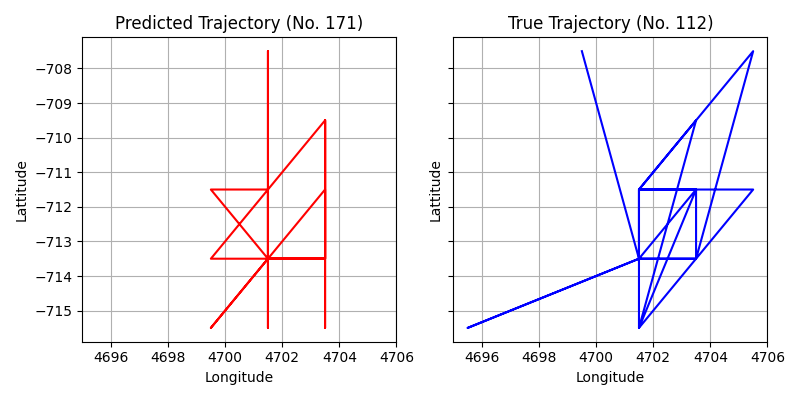 Predicted Trajectory (No. 171)
True Trajectory (No. 112)
Lattitude
−708
−709
−710
−711
−712
−713
−714
−715
4696 4698 4700 4702 4704 4706
Longitude
Lattitude
4696 4698 4700 4702 4704 4706
Longitude